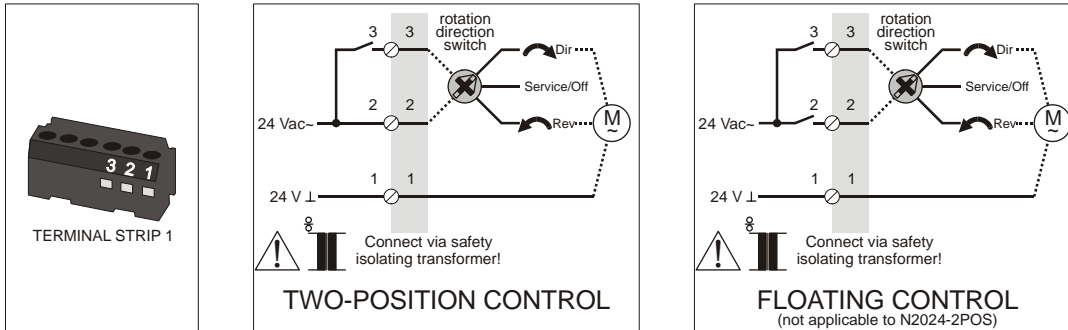 3 2 1
TERMINAL STRIP 1
rotation
direction
switch
3 3
Dir
Service/Off
2 2
24 Vac~
Rev
M
~
1 1
24 V ⊥
!
Connect via safety
isolating transformer!
TWO-POSITION CONTROL
rotation
direction
switch
3 3
Dir
Service/Off
2 2
24 Vac~
Rev
M
~
1 1
24 V ⊥
!
Connect via safety
isolating transformer!
FLOATING CONTROL
(not applicable to N2024-2POS)